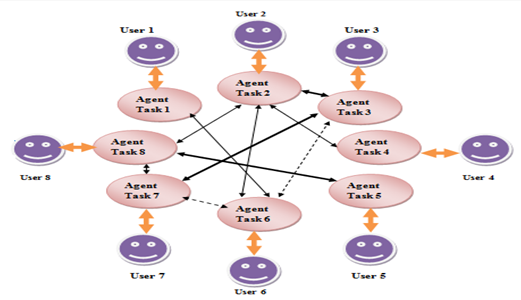 User 2
User 1
User 3
Agent
Task 2
Agent
Task 1
Agent
Task 3
Agent
Task 8
Agent
Task 4
User 8
User 4
Agent
Task 7
Agent
Task 5
Agent
Task 6
User 7
User 5
User 6